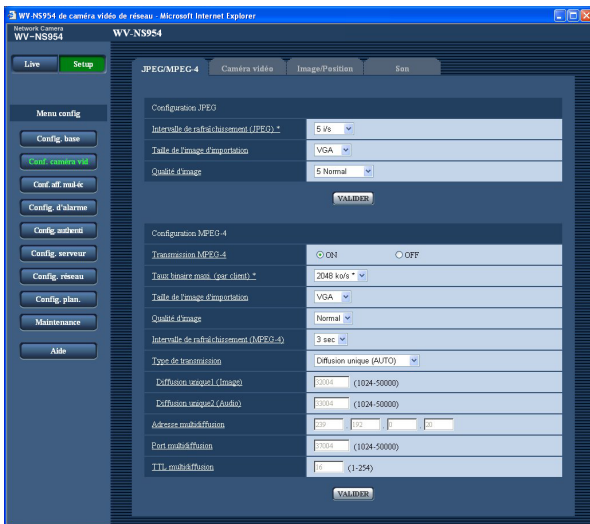 WV-NS954 de caméra vidéo de réseau - Microsoft Internet Explorer
Network Camera
WV-NS954
WV-NS954
Live
Setup
JPEG/MPEG-4
Caméra vidéo
Image/Position
Son
Menu config
Config. base
Conf. caméra vid
Conf. aff. mul-éc
Config. d'alarme
Config. authenti
Config. serveur
Config. réseau
Config. plan.
Maintenance
Aide
Configuration JPEG
Intervalle de rafraîchissement (JPEG) * 5 i/s
Taille de l'image d'importation VGA
Qualité d'image 5 Normal
VALIDER
Configuration MPEG-4
Transmission MPEG-4 ON OFF
Taux binaire maxi. (par client) * 2048 ko/s *
Taille de l'image d'importation VGA
Qualité d'image Normal
Intervalle de rafraîchissement (MPEG-4) 3 sec
Type de transmission Diffusion unique (AUTO)
Diffusion unique1 (Image) 32004 (1024-50000)
Diffusion unique2 (Audio) 33004 (1024-50000)
Adresse multidiffusion 239 . 192 . 0 . 20
Port multidiffusion 37004 (1024-50000)
TTL multidiffusion 16 (1-254)
VALIDER